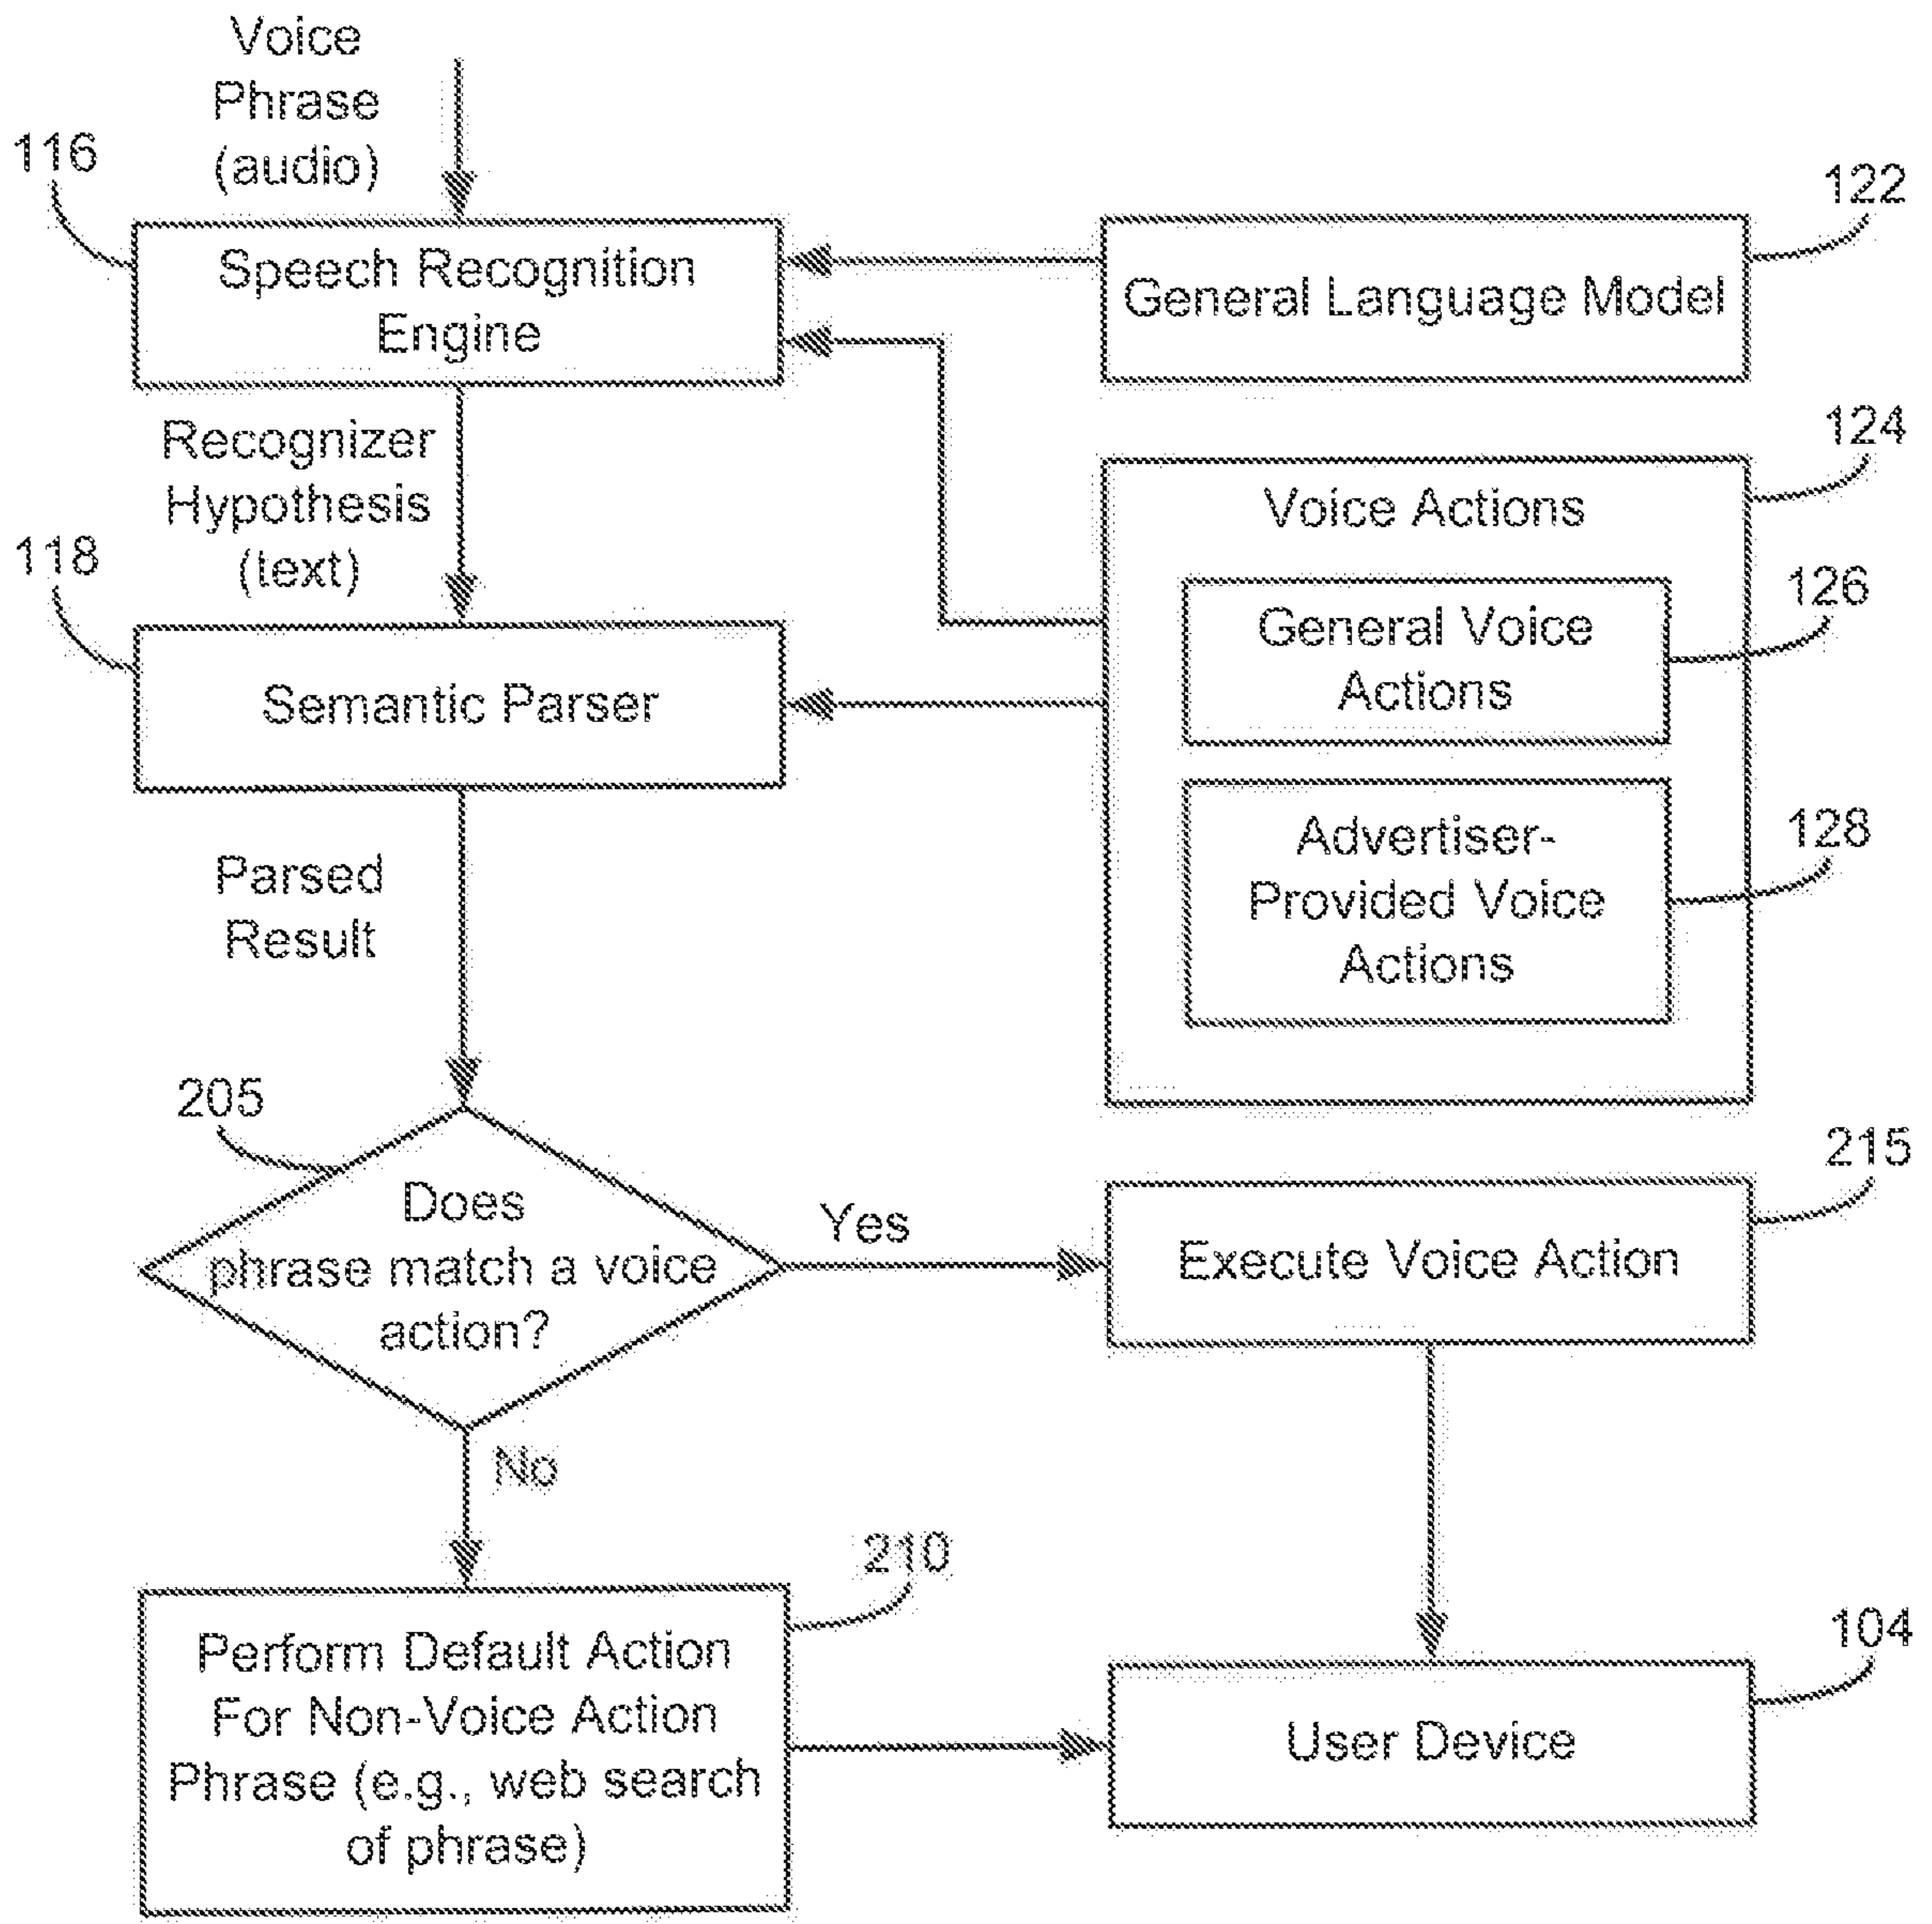 Voice
Phrase
(audio)
116
Speech Recognition
Engine
122
General Language Model
Recognizer
Hypothesis
(text)
124
Voice Actions
118
Semantic Parser
126
General Voice
Actions
128
Advertiser-
Provided Voice
Actions
Parsed
Result
205
Does
phrase match a voice
action?
Yes
215
Execute Voice Action
No
210
Perform Default Action
For Non-Voice Action
Phrase (e.g., web search
of phrase)
104
User Device